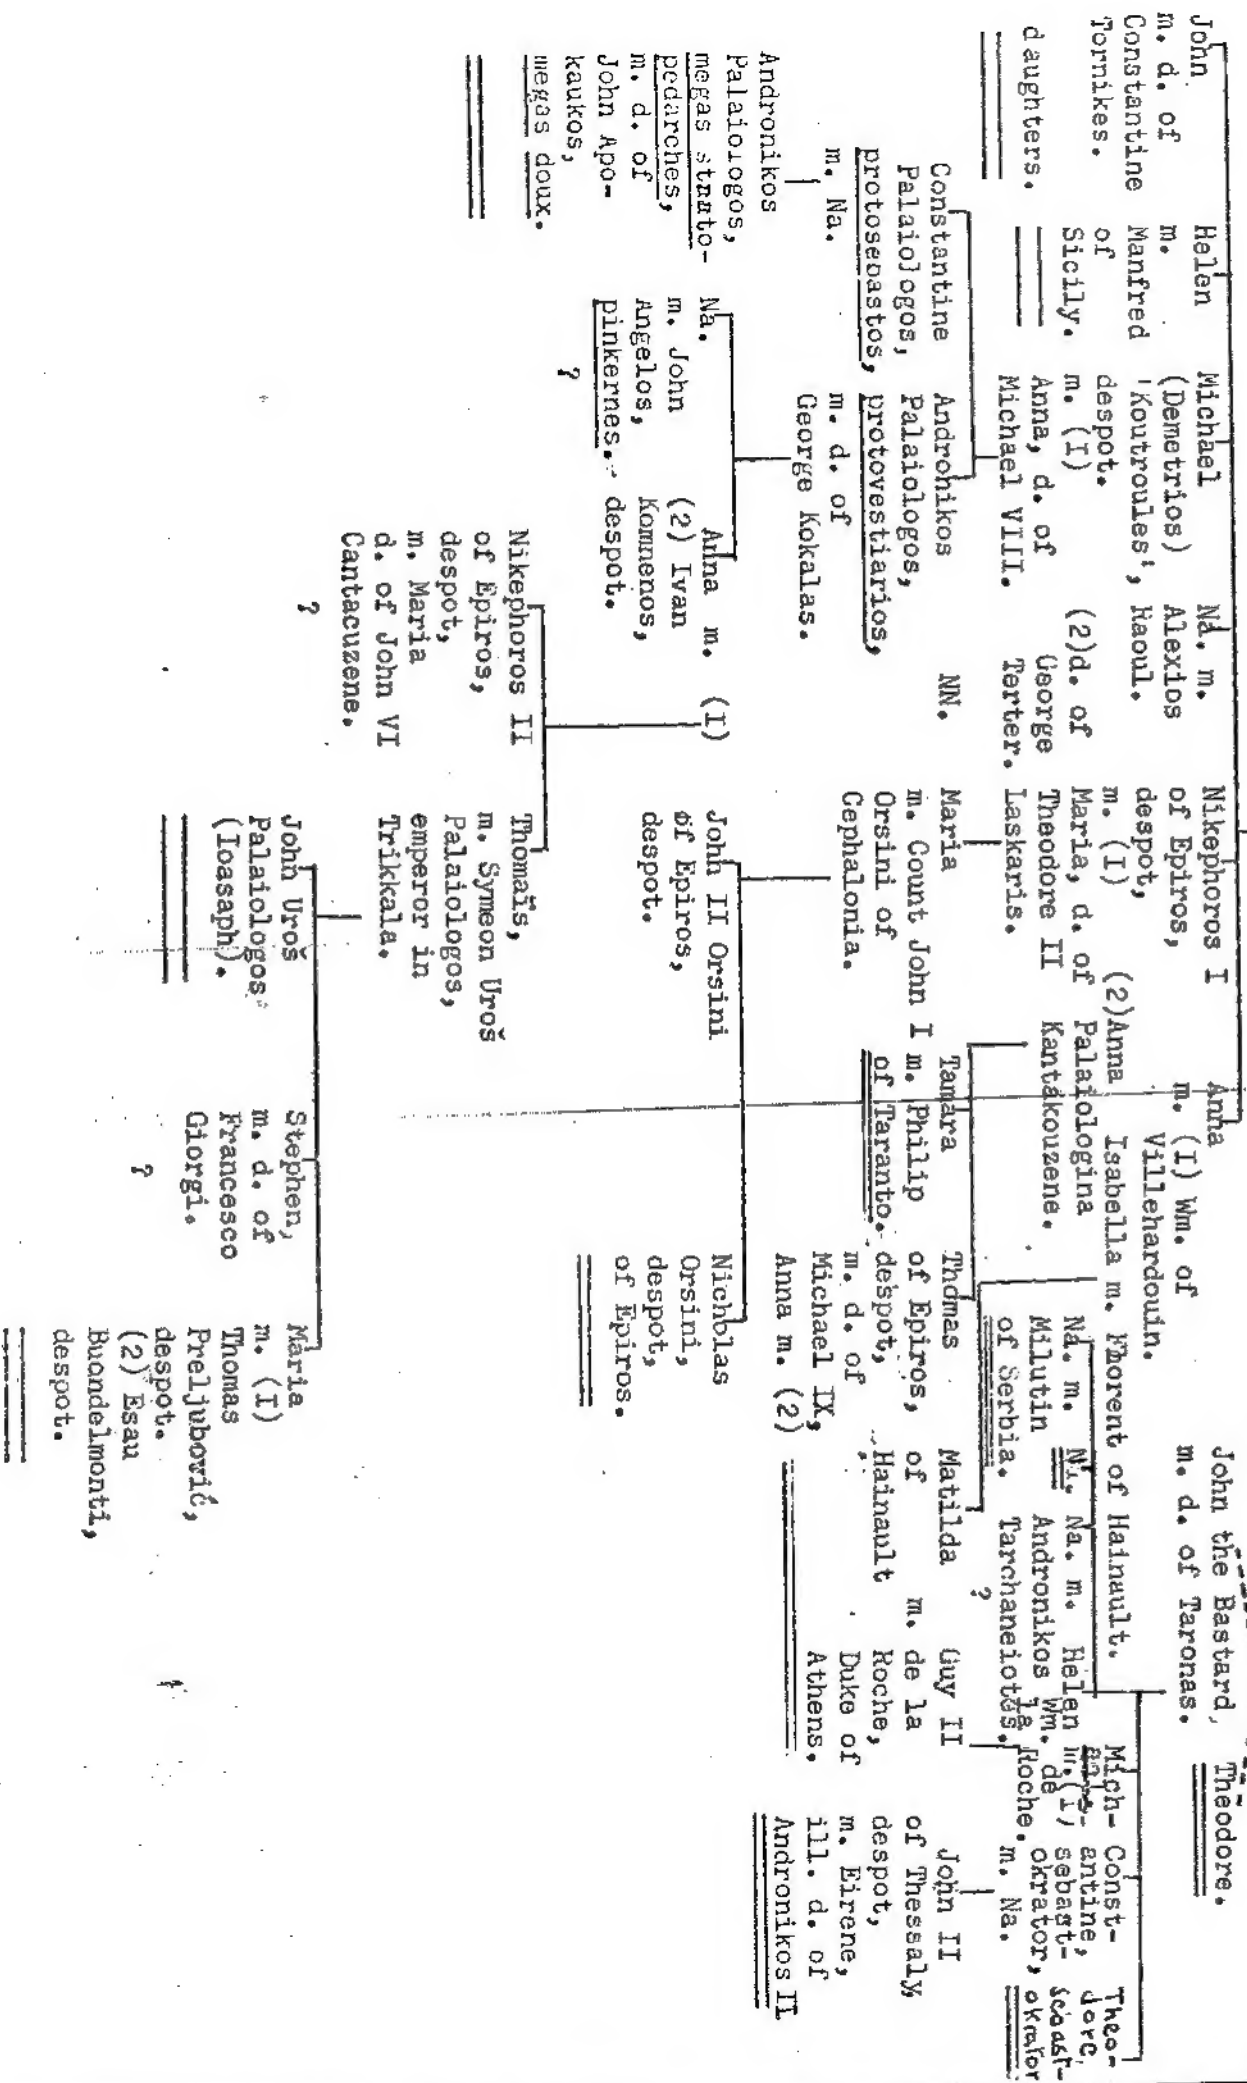 John
m. d. of
Constantine
Tornikes.
daughters.
Helen
m.
Manfred
of
Sicily.
Michael
(Demetrios)
'Koutroules',
despot.
m. (I)
Anna, d. of
Michael VIII.
(2)d. of
George
Terter.
Na. m.
Alexios
Raoul.
Nikephoros I
of Epiros,
despot,
m. (I)
Maria, d. of
Theodore II
Laskaris.
(2)Anna
Palaiologina
Kantakouzene.
Anna
m. (I) Wm. of
Villehardouin.
Isabella m. Fhorent of Hainault.
John the Bastard,
m. d. of Taronas.
Theodore.
Constantine
Palaiologos,
protosebastos,
m. Na.
Andronikos
Palaiologos,
protovestiarios,
m. d. of
George Kokalas.
NN.
Maria
m. Count John I
Orsini of
Cephalonia.
Tamara
m. Philip
of Taranto.
Thomas
of Epiros,
despot,
m. d. of
Michael IX,
Anna m. (2)
Na. m.
Milutin
of Serbia.
Na. m.
Andronikos
Tarchaneiotes.
?
Helen
m.(I)
Wm. de
la Roche.
Mich-
Const-
antine,
sebast-
okrator,
m. Na.
Theo-
dore,
sebast-
okrator
Matilda
of
Hainault
m.
Guy II
de la
Roche,
Duke of
Athens.
John II
of Thessaly,
despot,
m. Eirene,
ill. d. of
Andronikos II
Andronikos
Palaiologos,
megas strato-
pedarches,
m. d. of
John Apo-
kaukos,
megas doux.
Na.
m. John
Angelos,
pinkernes.
?
Anna m. (I)
(2) Ivan
Komnenos,
despot.
John II Orsini
of Epiros,
despot.
Nichblas
Orsini,
despot,
of Epiros.
Nikephoros II
of Epiros,
despot,
m. Maria
d. of John VI
Cantacuzene.
?
Thomaïs,
m. Symeon Uroš
Palaiologos,
emperor in
Trikkala.
John Uroš
Palaiologos
(Ioasaph).
Stephen,
m. d. of
Francesco
Giorgi.
?
Maria
m. (I)
Thomas
Preljubović,
despot.
(2) Esau
Buondelmonti,
despot.